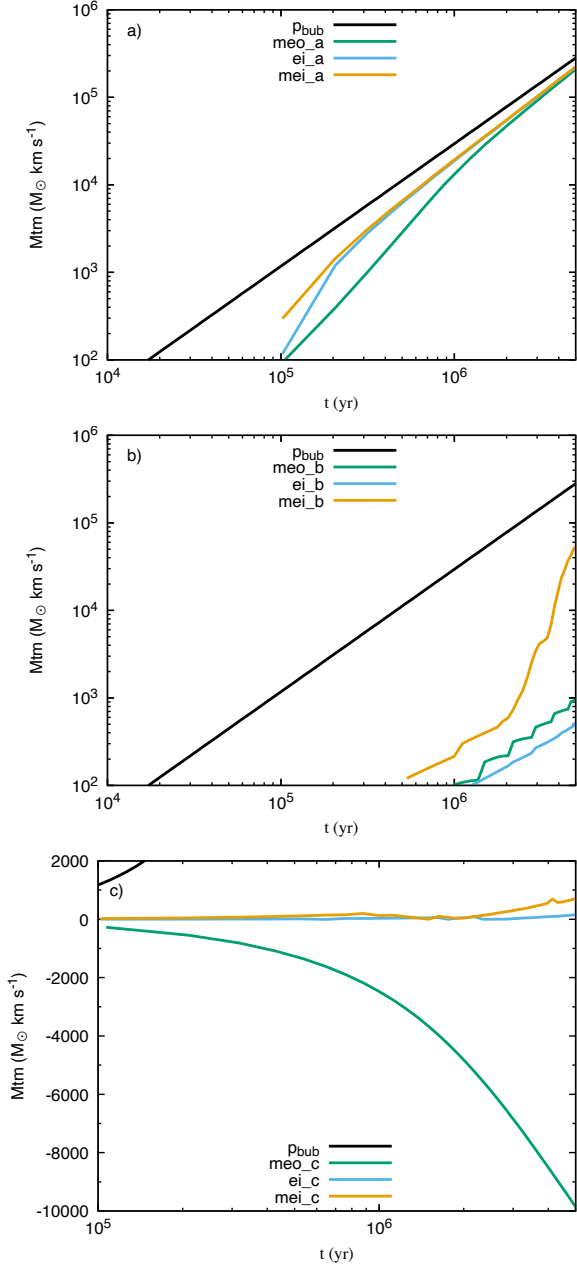 a)
p_bub
meo_a
ei_a
mei_a
10^6
10^5
10^4
10^3
10^2
Mtm (M☉ km s^-1)
10^4 10^5 10^6
t (yr)
b)
p_bub
meo_b
ei_b
mei_b
10^6
10^5
10^4
10^3
10^2
Mtm (M☉ km s^-1)
10^4 10^5 10^6
t (yr)
c)
2000
0
-2000
-4000
-6000
-8000
-10000
Mtm (M☉ km s^-1)
p_bub
meo_c
ei_c
mei_c
10^5 10^6
t (yr)